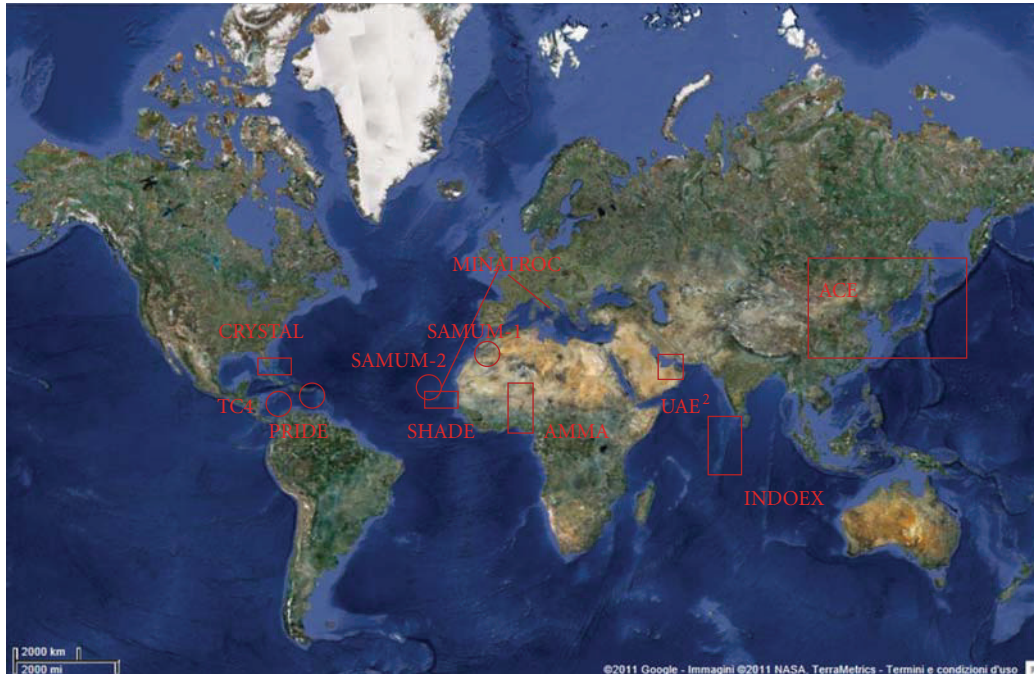 MINATROC
ACE
CRYSTAL
SAMUM-1
SAMUM-2
TC4
PRIDE
SHADE
AMMA
UAE²
INDOEX
2000 km
2000 mi
©2011 Google - Immagini ©2011 NASA, TerraMetrics - Termini e condizioni d'uso